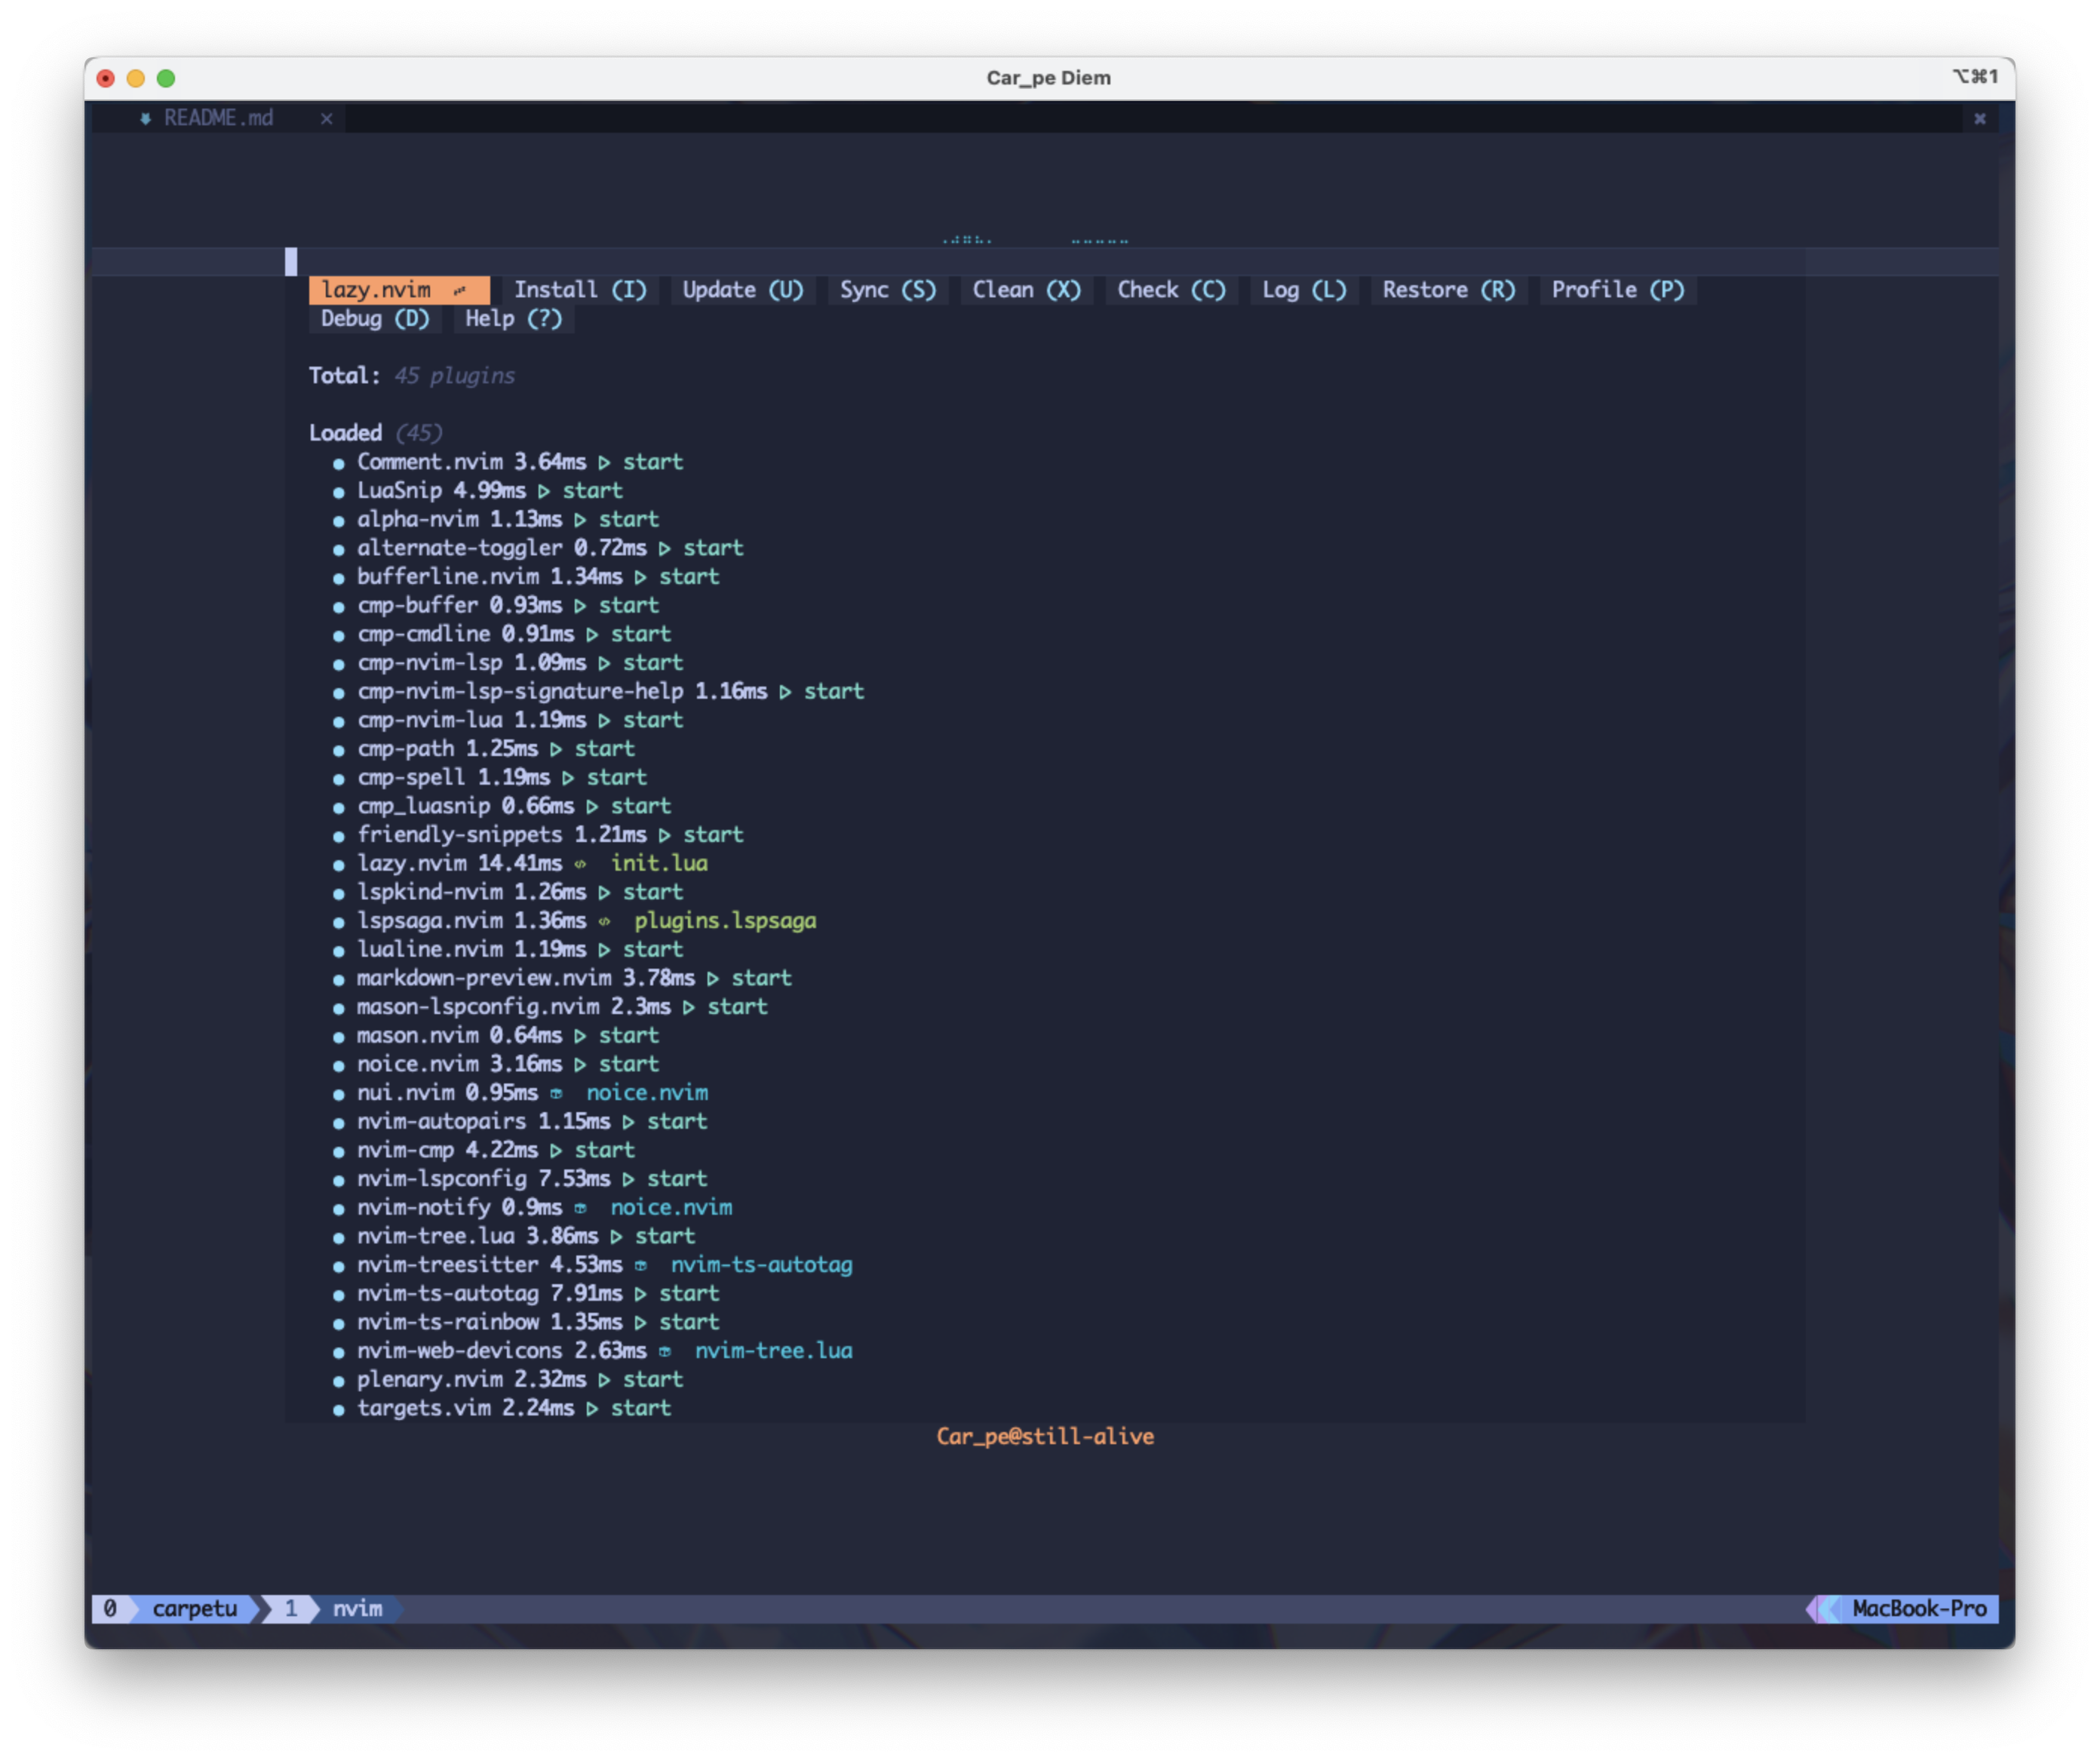 Car_pe Diem ⌥⌘1
README.md ×
lazy.nvim Install (I) Update (U) Sync (S) Clean (X) Check (C) Log (L) Restore (R) Profile (P)
Debug (D) Help (?)
Total: 45 plugins
Loaded (45)
● Comment.nvim 3.64ms ▷ start
● LuaSnip 4.99ms ▷ start
● alpha-nvim 1.13ms ▷ start
● alternate-toggler 0.72ms ▷ start
● bufferline.nvim 1.34ms ▷ start
● cmp-buffer 0.93ms ▷ start
● cmp-cmdline 0.91ms ▷ start
● cmp-nvim-lsp 1.09ms ▷ start
● cmp-nvim-lsp-signature-help 1.16ms ▷ start
● cmp-nvim-lua 1.19ms ▷ start
● cmp-path 1.25ms ▷ start
● cmp-spell 1.19ms ▷ start
● cmp_luasnip 0.66ms ▷ start
● friendly-snippets 1.21ms ▷ start
● lazy.nvim 14.41ms init.lua
● lspkind-nvim 1.26ms ▷ start
● lspsaga.nvim 1.36ms plugins.lspsaga
● lualine.nvim 1.19ms ▷ start
● markdown-preview.nvim 3.78ms ▷ start
● mason-lspconfig.nvim 2.3ms ▷ start
● mason.nvim 0.64ms ▷ start
● noice.nvim 3.16ms ▷ start
● nui.nvim 0.95ms noice.nvim
● nvim-autopairs 1.15ms ▷ start
● nvim-cmp 4.22ms ▷ start
● nvim-lspconfig 7.53ms ▷ start
● nvim-notify 0.9ms noice.nvim
● nvim-tree.lua 3.86ms ▷ start
● nvim-treesitter 4.53ms nvim-ts-autotag
● nvim-ts-autotag 7.91ms ▷ start
● nvim-ts-rainbow 1.35ms ▷ start
● nvim-web-devicons 2.63ms nvim-tree.lua
● plenary.nvim 2.32ms ▷ start
● targets.vim 2.24ms ▷ start
Car_pe@still-alive
0 carpetu 1 nvim MacBook-Pro